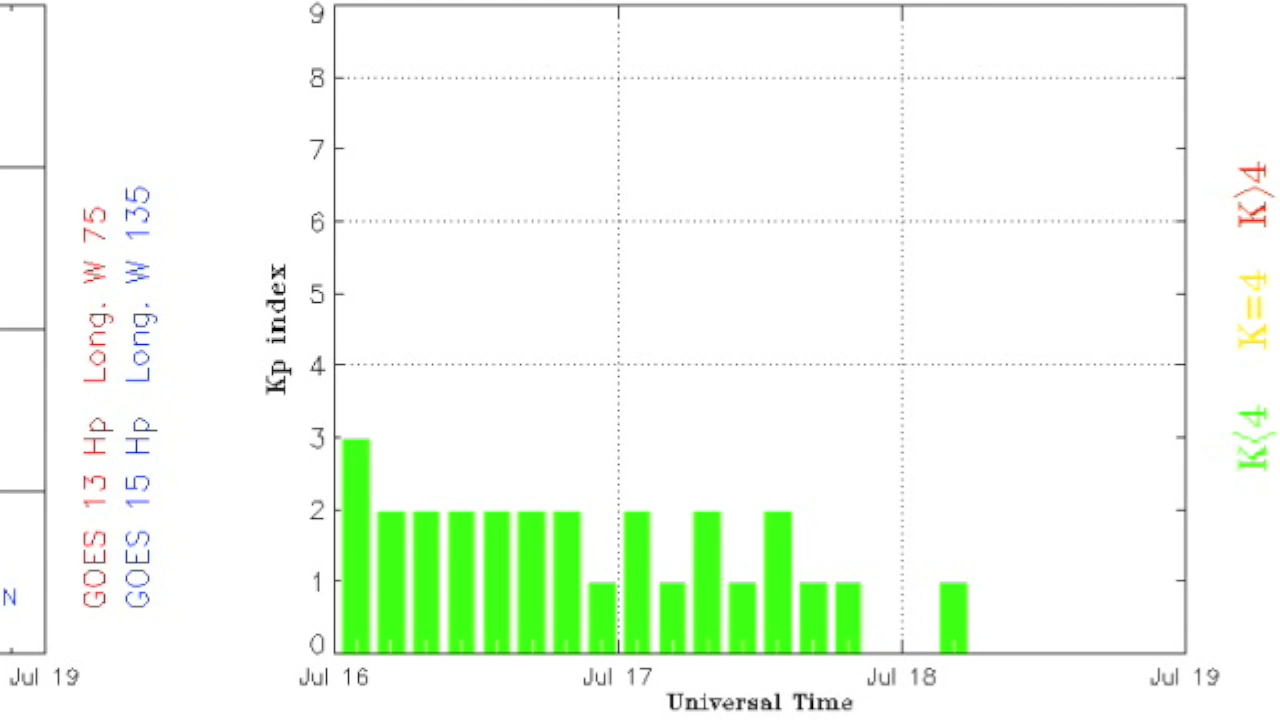 N
Jul 19
GOES 13 Hp Long. W 75
GOES 15 Hp Long. W 135
Kp index
9
8
7
6
5
4
3
2
1
0
Jul 16
Jul 17
Jul 18
Jul 19
Universal Time
K<4
K=4
K>4